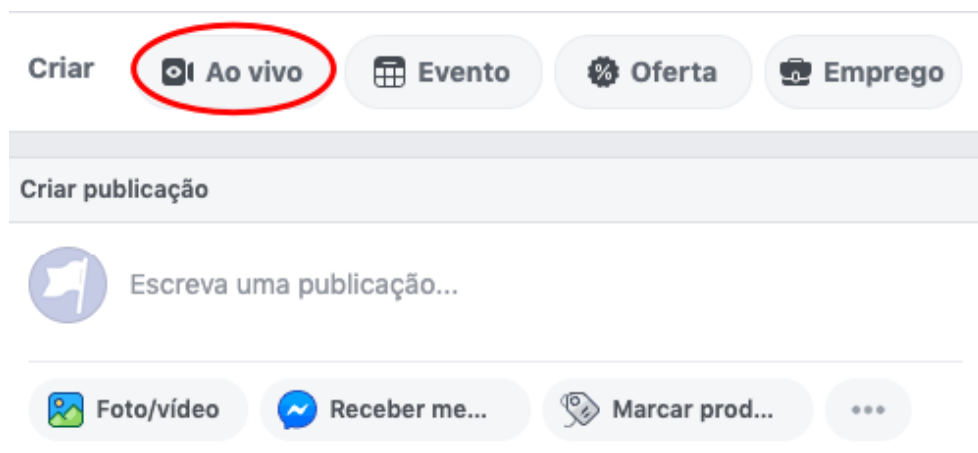 Criar Ao vivo Evento Oferta Emprego
Criar publicação
Escreva uma publicação...
Foto/vídeo Receber me... Marcar prod...